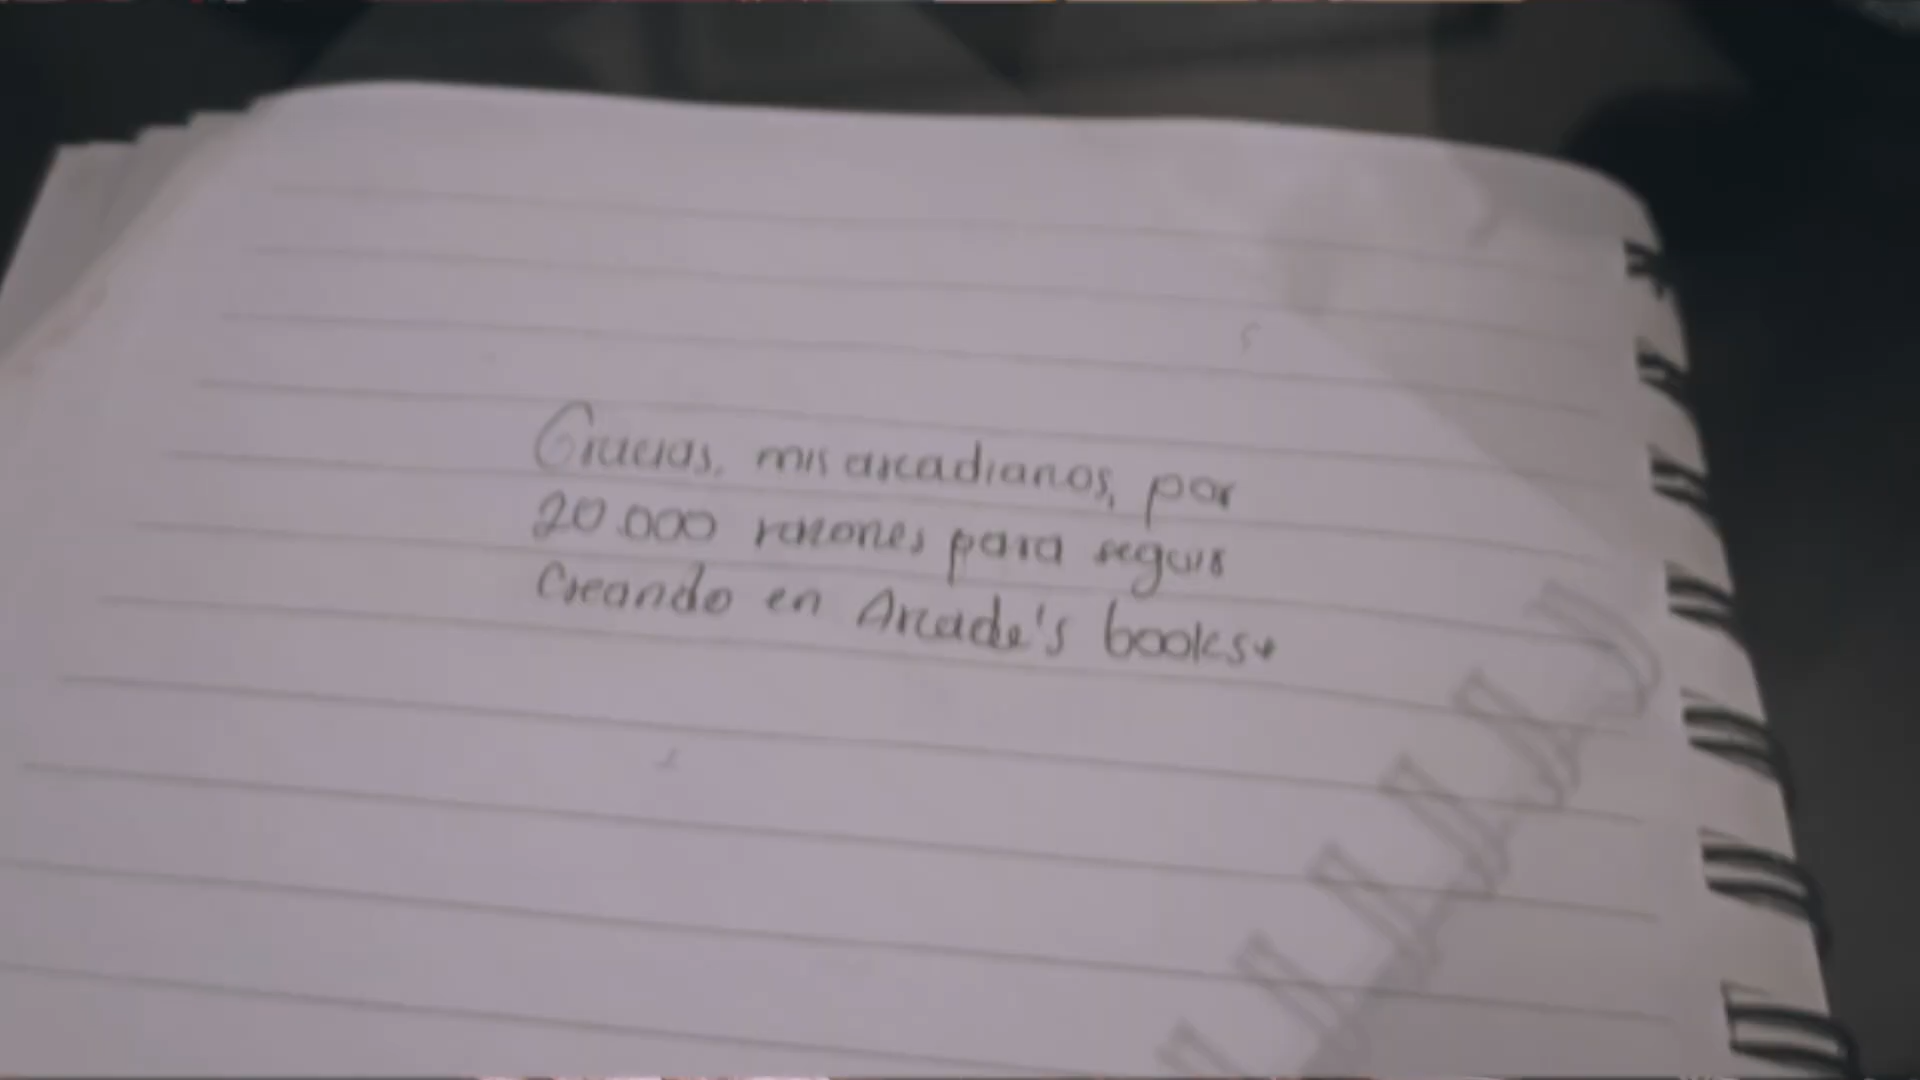 Gracias, mis arcadianos, por
20.000 razones para seguir
Creando en Arcade's books